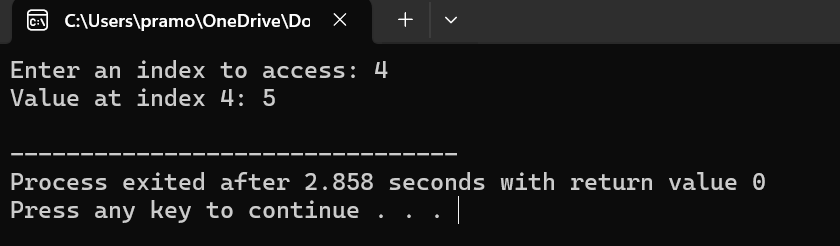 C:\Users\pramo\OneDrive\Do
Enter an index to access: 4
Value at index 4: 5
--------------------------------
Process exited after 2.858 seconds with return value 0
Press any key to continue . . .